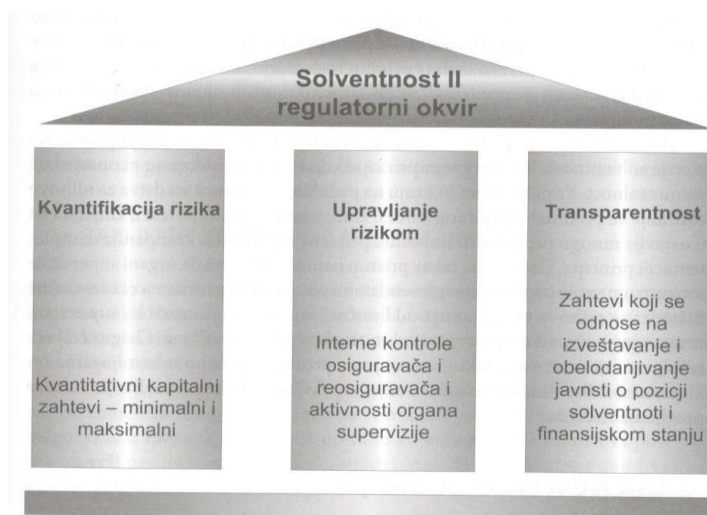 Solventnost II
regulatorni okvir
Kvantifikacija rizika
Kvantitativni kapitalni
zahtevi – minimalni i
maksimalni
Upravljanje
rizikom
Interne kontrole
osiguravača i
reosiguravača i
aktivnosti organa
supervizije
Transparentnost
Zahtevi koji se
odnose na
izveštavanje i
obelodanjivanje
javnsti o pozicji
solventnoti i
finansijskom stanju